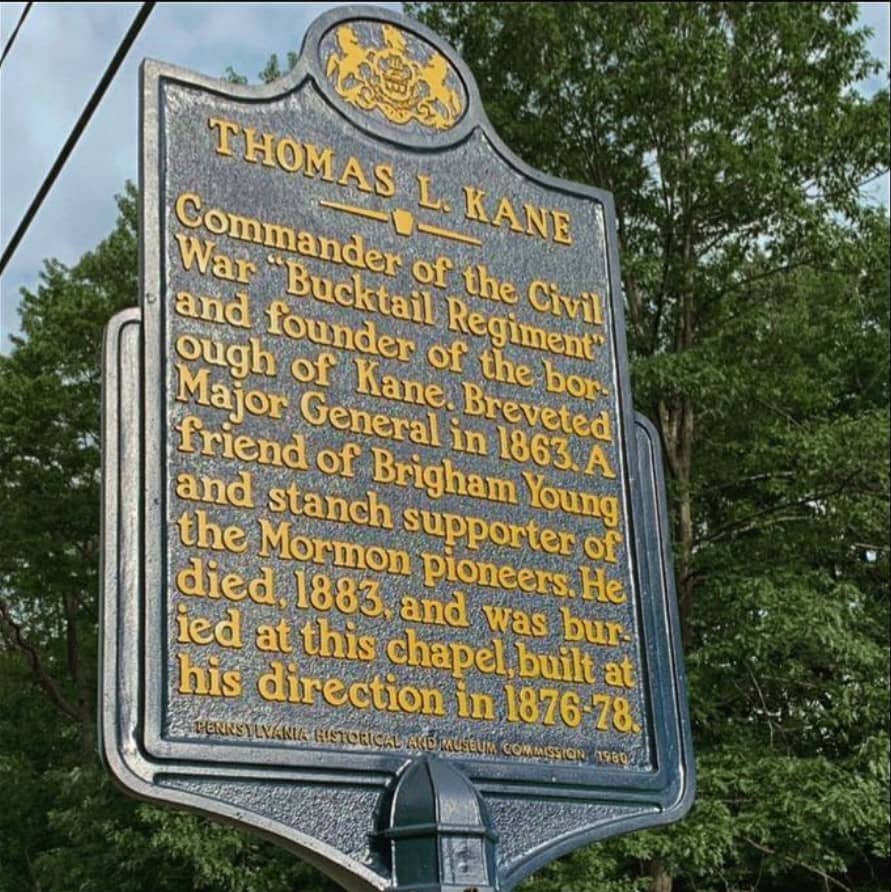 THOMAS L. KANE
Commander of the Civil
War "Bucktail Regiment"
and founder of the bor-
ough of Kane. Breveted
Major General in 1863. A
friend of Brigham Young
and stanch supporter of
the Mormon pioneers. He
died, 1883, and was bur-
ied at this chapel, built at
his direction in 1876-78.
PENNSYLVANIA HISTORICAL AND MUSEUM COMMISSION, 1980